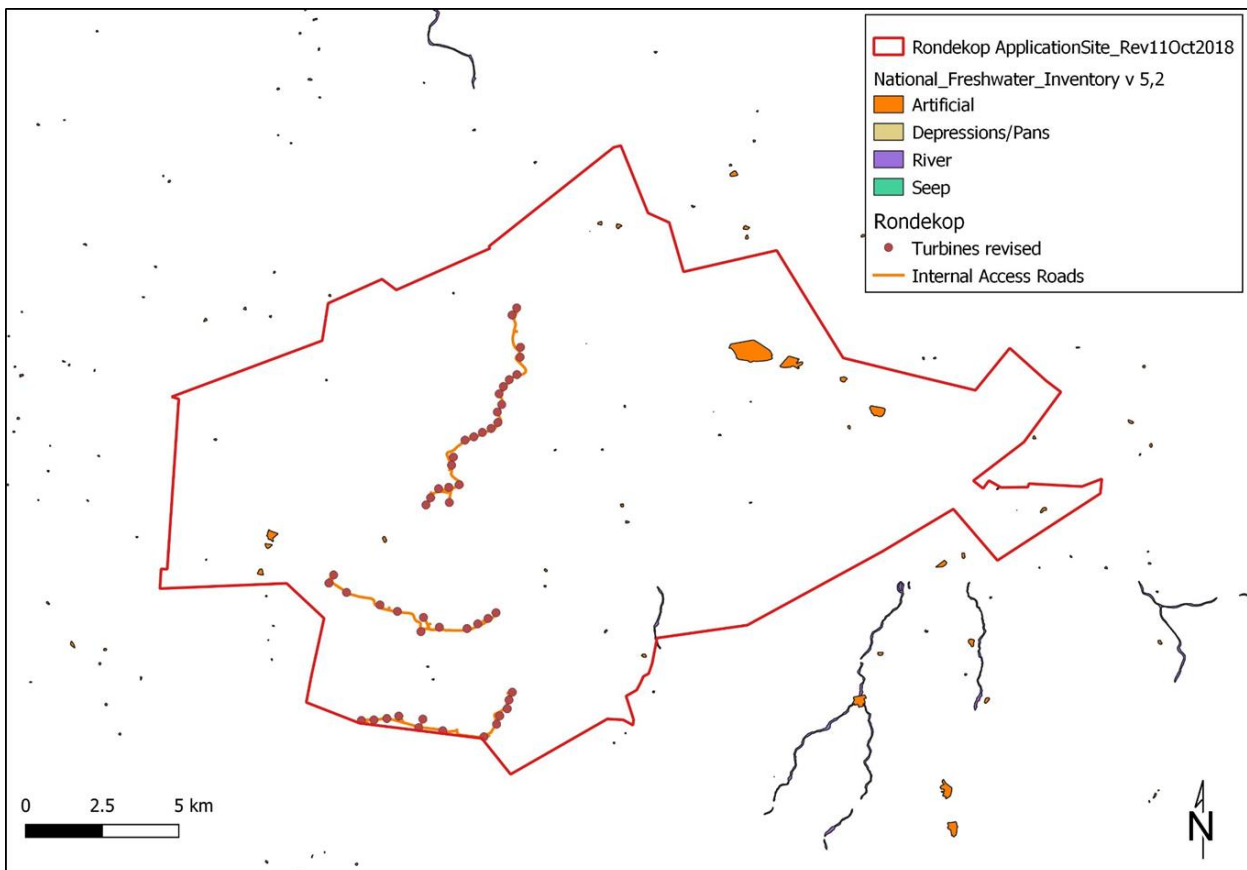 Rondekop ApplicationSite_Rev11Oct2018
National_Freshwater_Inventory v 5,2
Artificial
Depressions/Pans
River
Seep
Rondekop
Turbines revised
Internal Access Roads
0 2.5 5 km
N